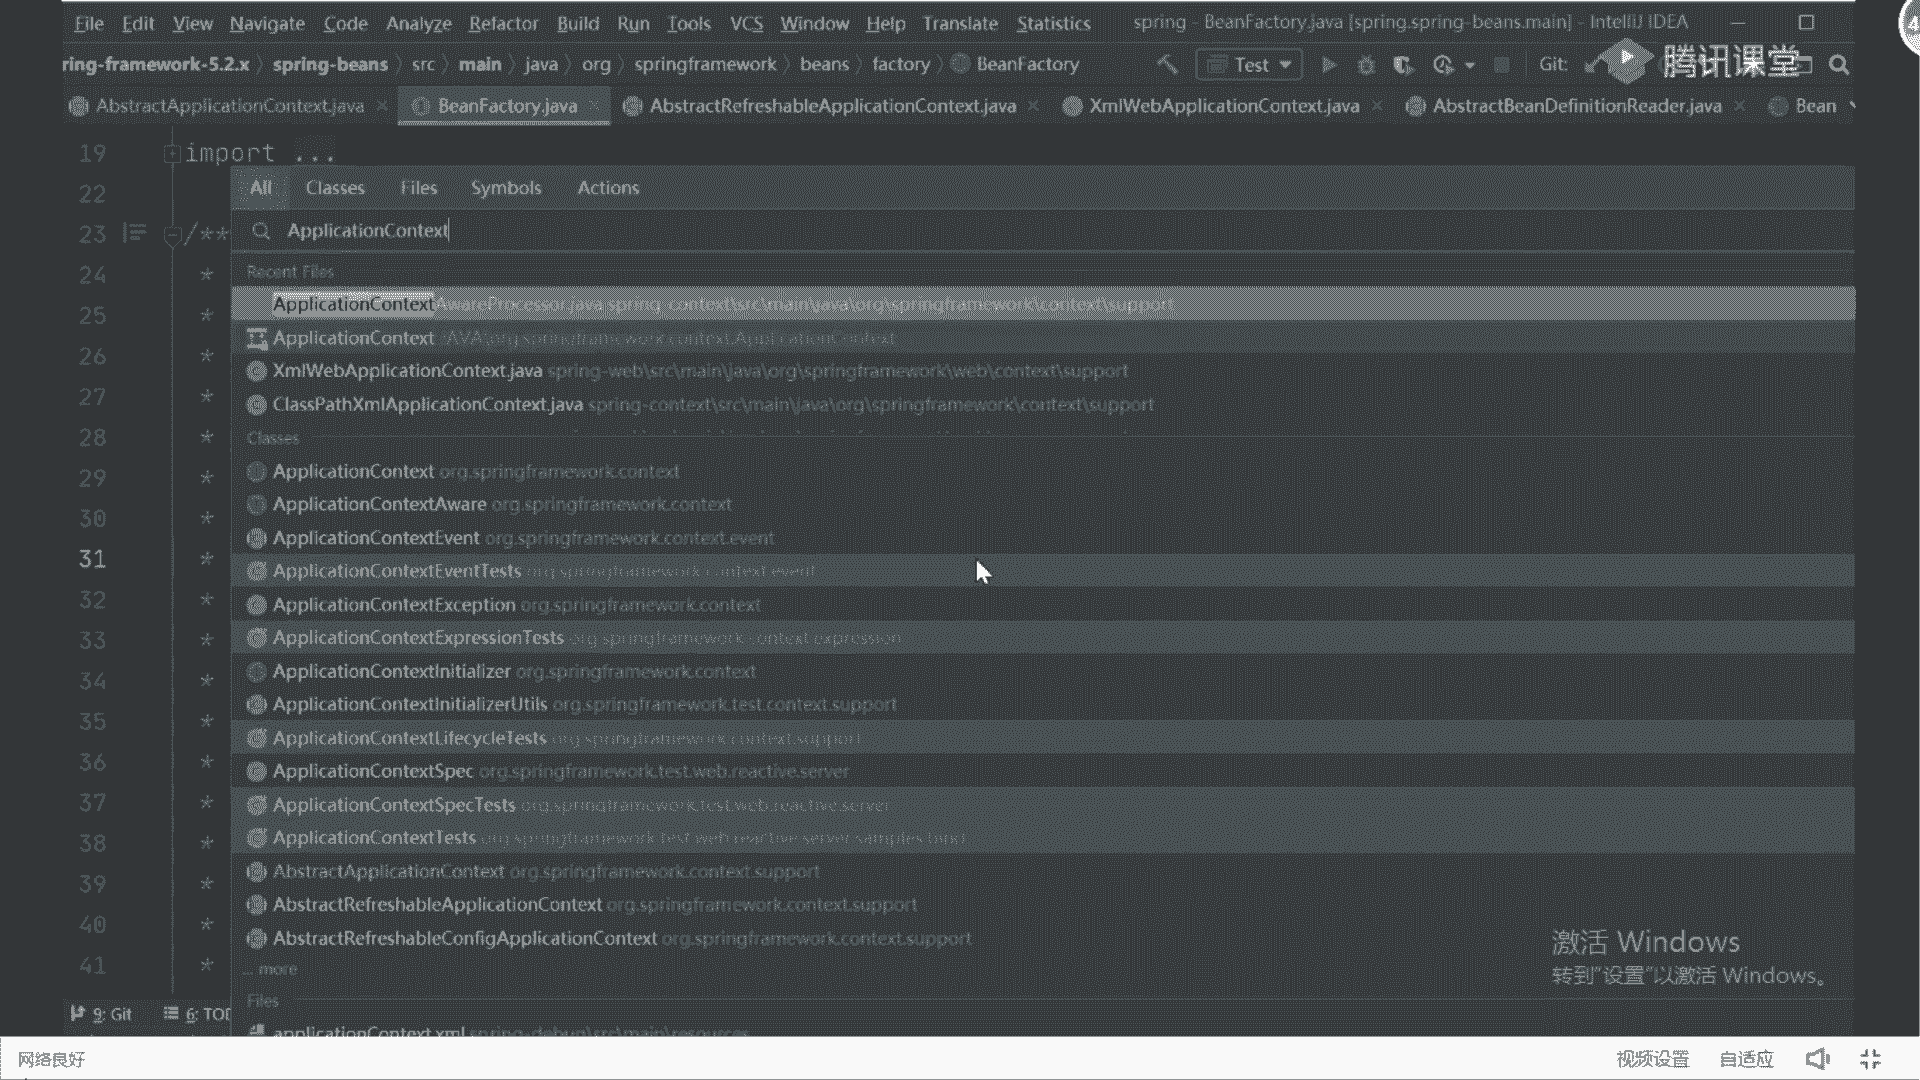 File Edit View Navigate Code Analyze Refactor Build Run Tools VCS Window Help Translate Statistics spring - BeanFactory.java [spring.spring-beans.main] - IntelliJ IDEA
4
ring-framework-5.2.x spring-beans src main java org springframework beans factory BeanFactory Test Git:
腾讯课堂
AbstractApplicationContext.java BeanFactory.java AbstractRefreshableApplicationContext.java XmlWebApplicationContext.java AbstractBeanDefinitionReader.java Bean
19 import ...
All Classes Files Symbols Actions
22
23 /** ApplicationContext
24 * Recent Files
25 * ApplicationContextAwareProcessor.java spring-context\src\main\java\org\springframework\context\support
26 * ApplicationContext JAVA\org.springframework.context.ApplicationContext
XmlWebApplicationContext.java spring-web\src\main\java\org\springframework\web\context\support
27 * ClassPathXmlApplicationContext.java spring-context\src\main\java\org\springframework\context\support
28 * Classes
29 * ApplicationContext org.springframework.context
30 * ApplicationContextAware org.springframework.context
ApplicationContextEvent org.springframework.context.event
31 * ApplicationContextEventTests org.springframework.context.event
32 * ApplicationContextException org.springframework.context
33 * ApplicationContextExpressionTests org.springframework.context.expression
34 * ApplicationContextInitializer org.springframework.context
ApplicationContextInitializerUtils org.springframework.test.context.support
35 *
ApplicationContextLifecycleTests org.springframework.context.support
36 * ApplicationContextSpec org.springframework.test.web.reactive.server
37 * ApplicationContextSpecTests org.springframework.test.web.reactive.server
38 * ApplicationContextTests org.springframework.test.web.reactive.server.samples.bind
39 * AbstractApplicationContext org.springframework.context.support
AbstractRefreshableApplicationContext org.springframework.context.support
40 * AbstractRefreshableConfigApplicationContext org.springframework.context.support
激活 Windows
41 * ... more
转到"设置"以激活 Windows。
Files
9: Git 6: TOD
applicationContext.xml spring-debug\src\main\resources
网络良好 视频设置 自适应